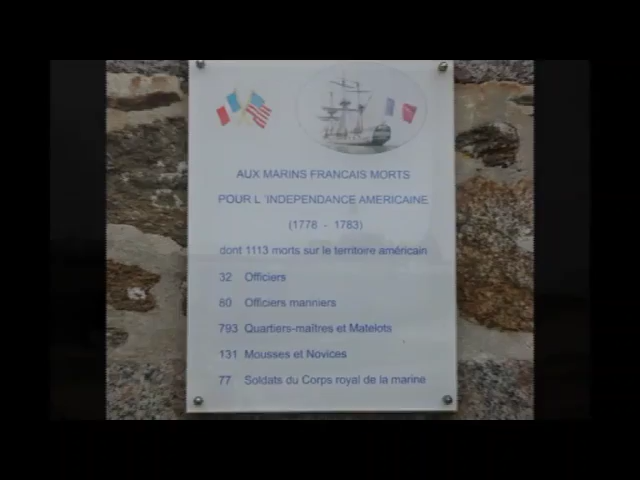 AUX MARINS FRANCAIS MORTS
POUR L 'INDEPENDANCE AMERICAINE
(1778 - 1783)
dont 1113 morts sur le territoire américain
32 Officiers
80 Officiers mariniers
793 Quartiers-maîtres et Matelots
131 Mousses et Novices
77 Soldats du Corps royal de la marine